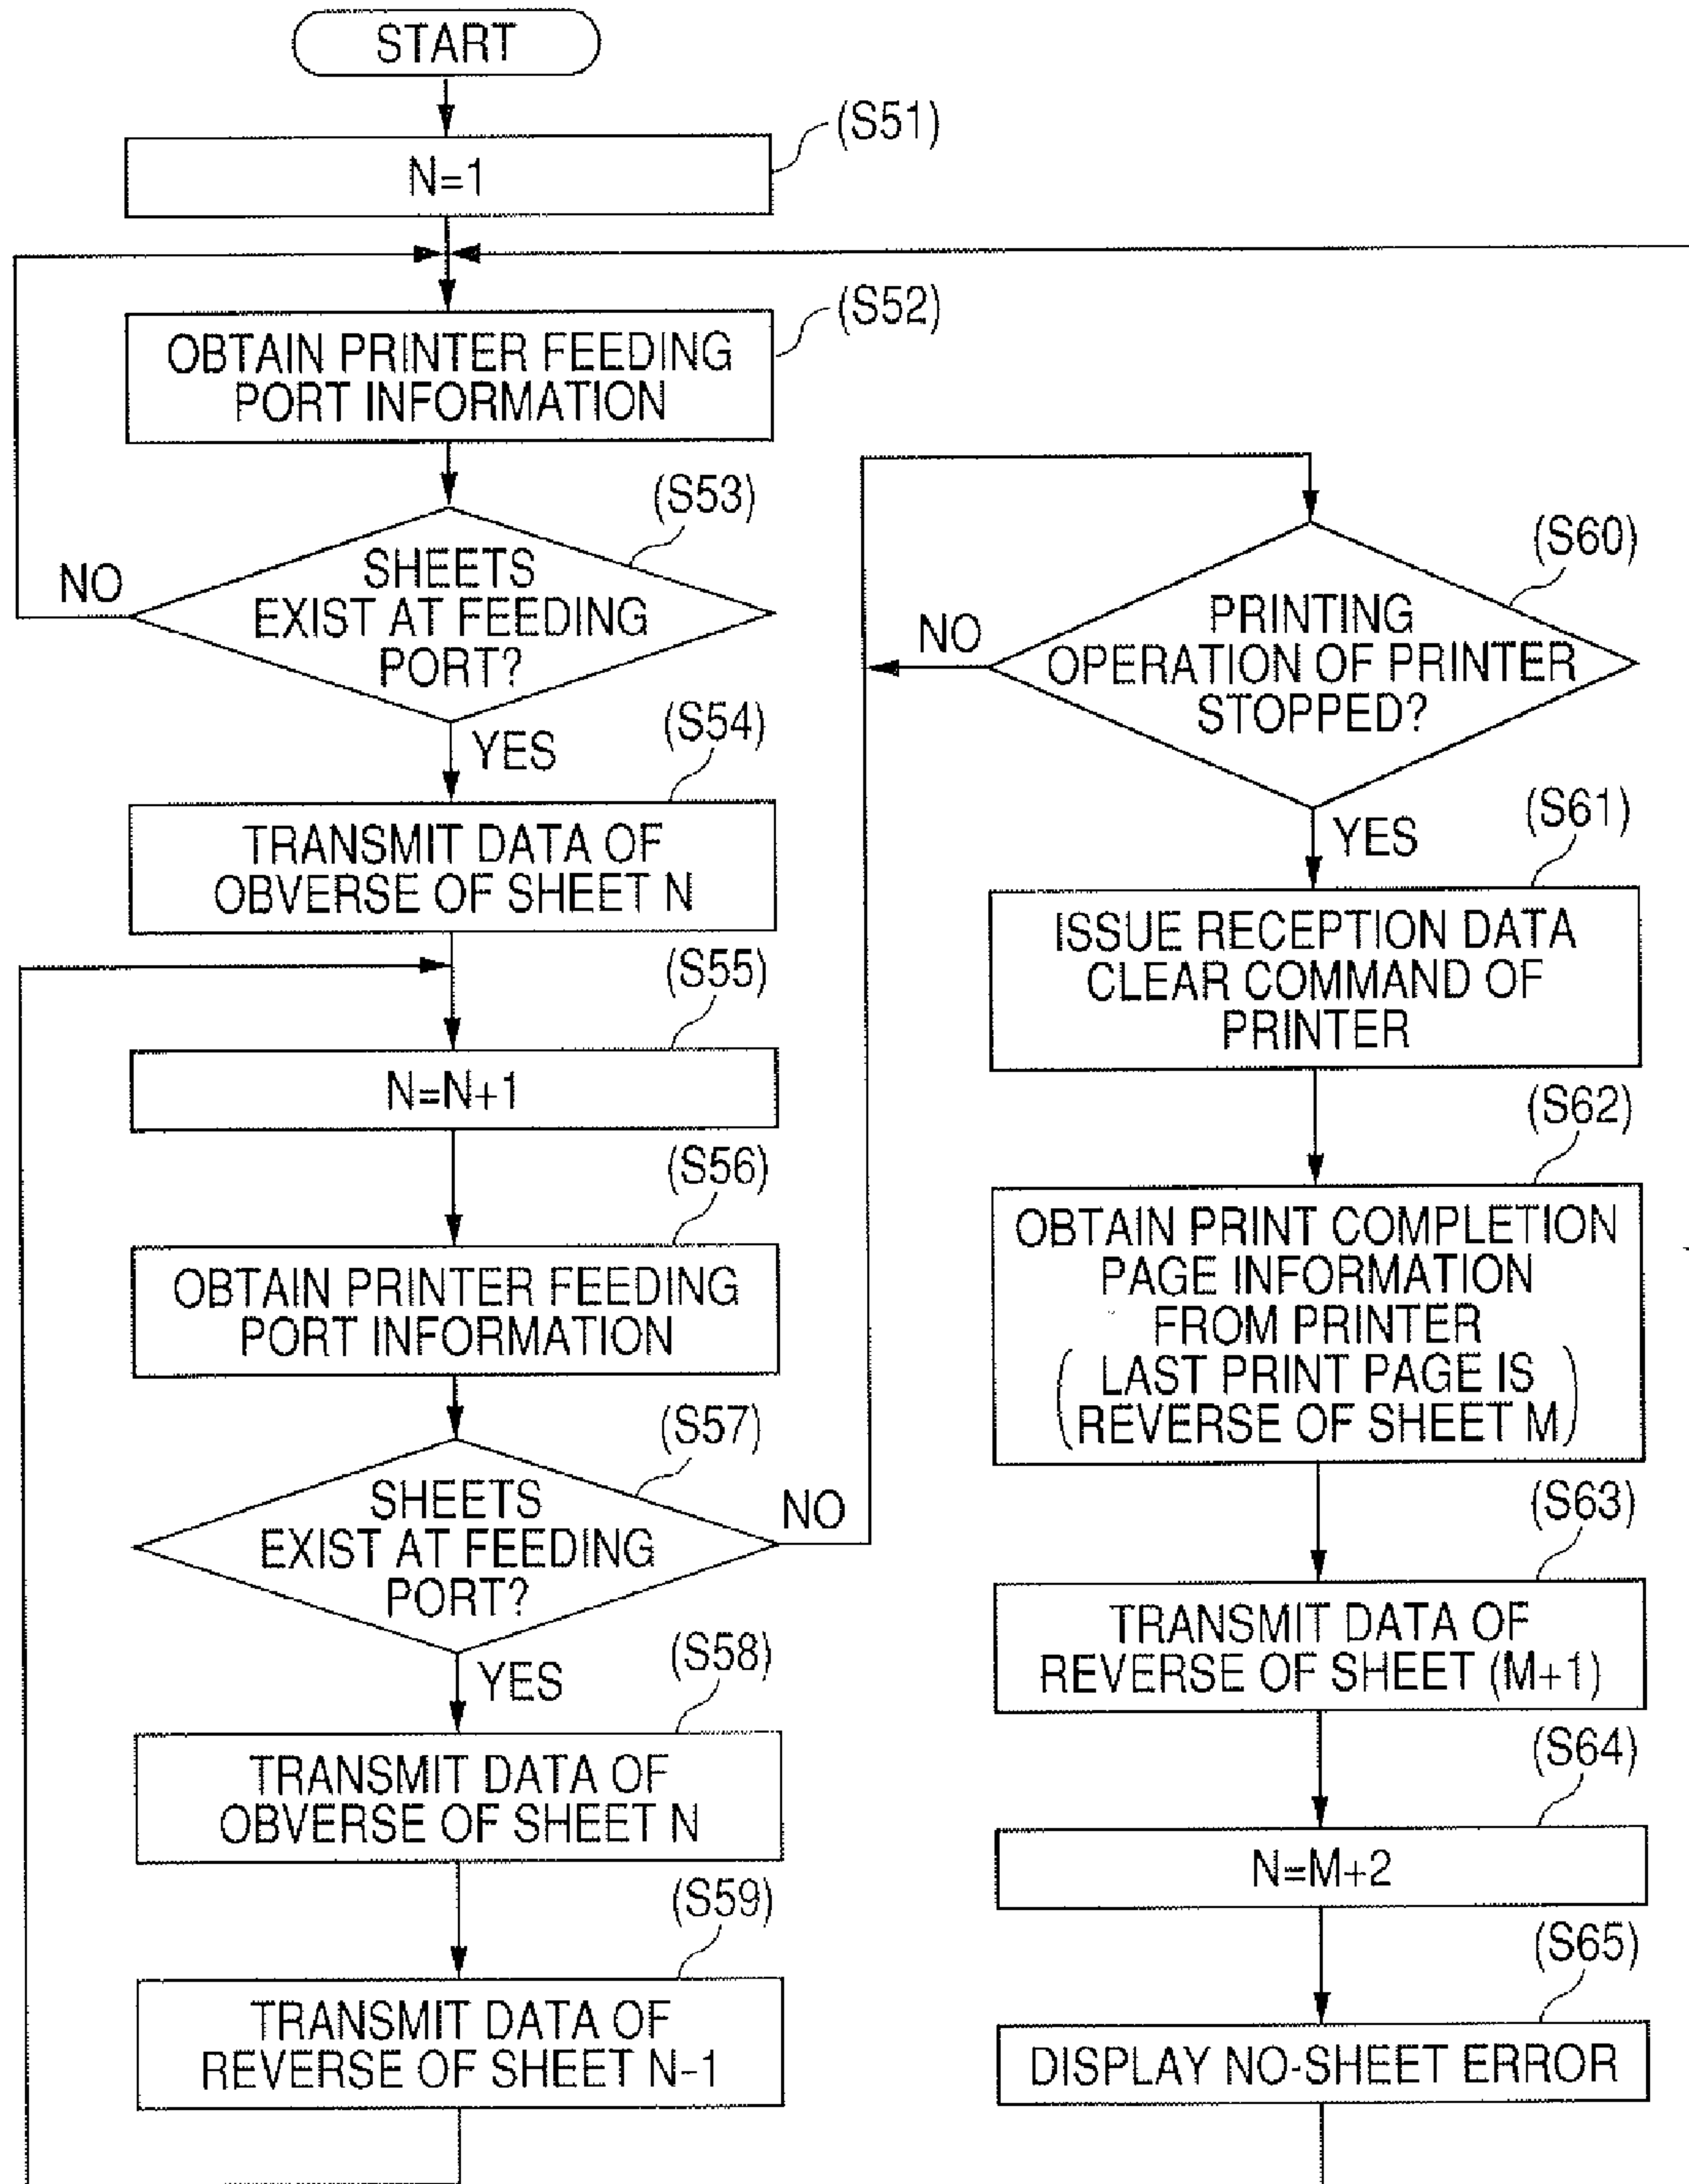 START
(S51)
N=1
(S52)
OBTAIN PRINTER FEEDING
PORT INFORMATION
(S53)
SHEETS
EXIST AT FEEDING
PORT?
NO
YES
(S54)
TRANSMIT DATA OF
OBVERSE OF SHEET N
(S55)
N=N+1
(S56)
OBTAIN PRINTER FEEDING
PORT INFORMATION
(S57)
SHEETS
EXIST AT FEEDING
PORT?
NO
YES
(S58)
TRANSMIT DATA OF
OBVERSE OF SHEET N
(S59)
TRANSMIT DATA OF
REVERSE OF SHEET N-1
(S60)
PRINTING
OPERATION OF PRINTER
STOPPED?
NO
YES
(S61)
ISSUE RECEPTION DATA
CLEAR COMMAND OF
PRINTER
(S62)
OBTAIN PRINT COMPLETION
PAGE INFORMATION
FROM PRINTER
(LAST PRINT PAGE IS
REVERSE OF SHEET M)
(S63)
TRANSMIT DATA OF
REVERSE OF SHEET (M+1)
(S64)
N=M+2
(S65)
DISPLAY NO-SHEET ERROR